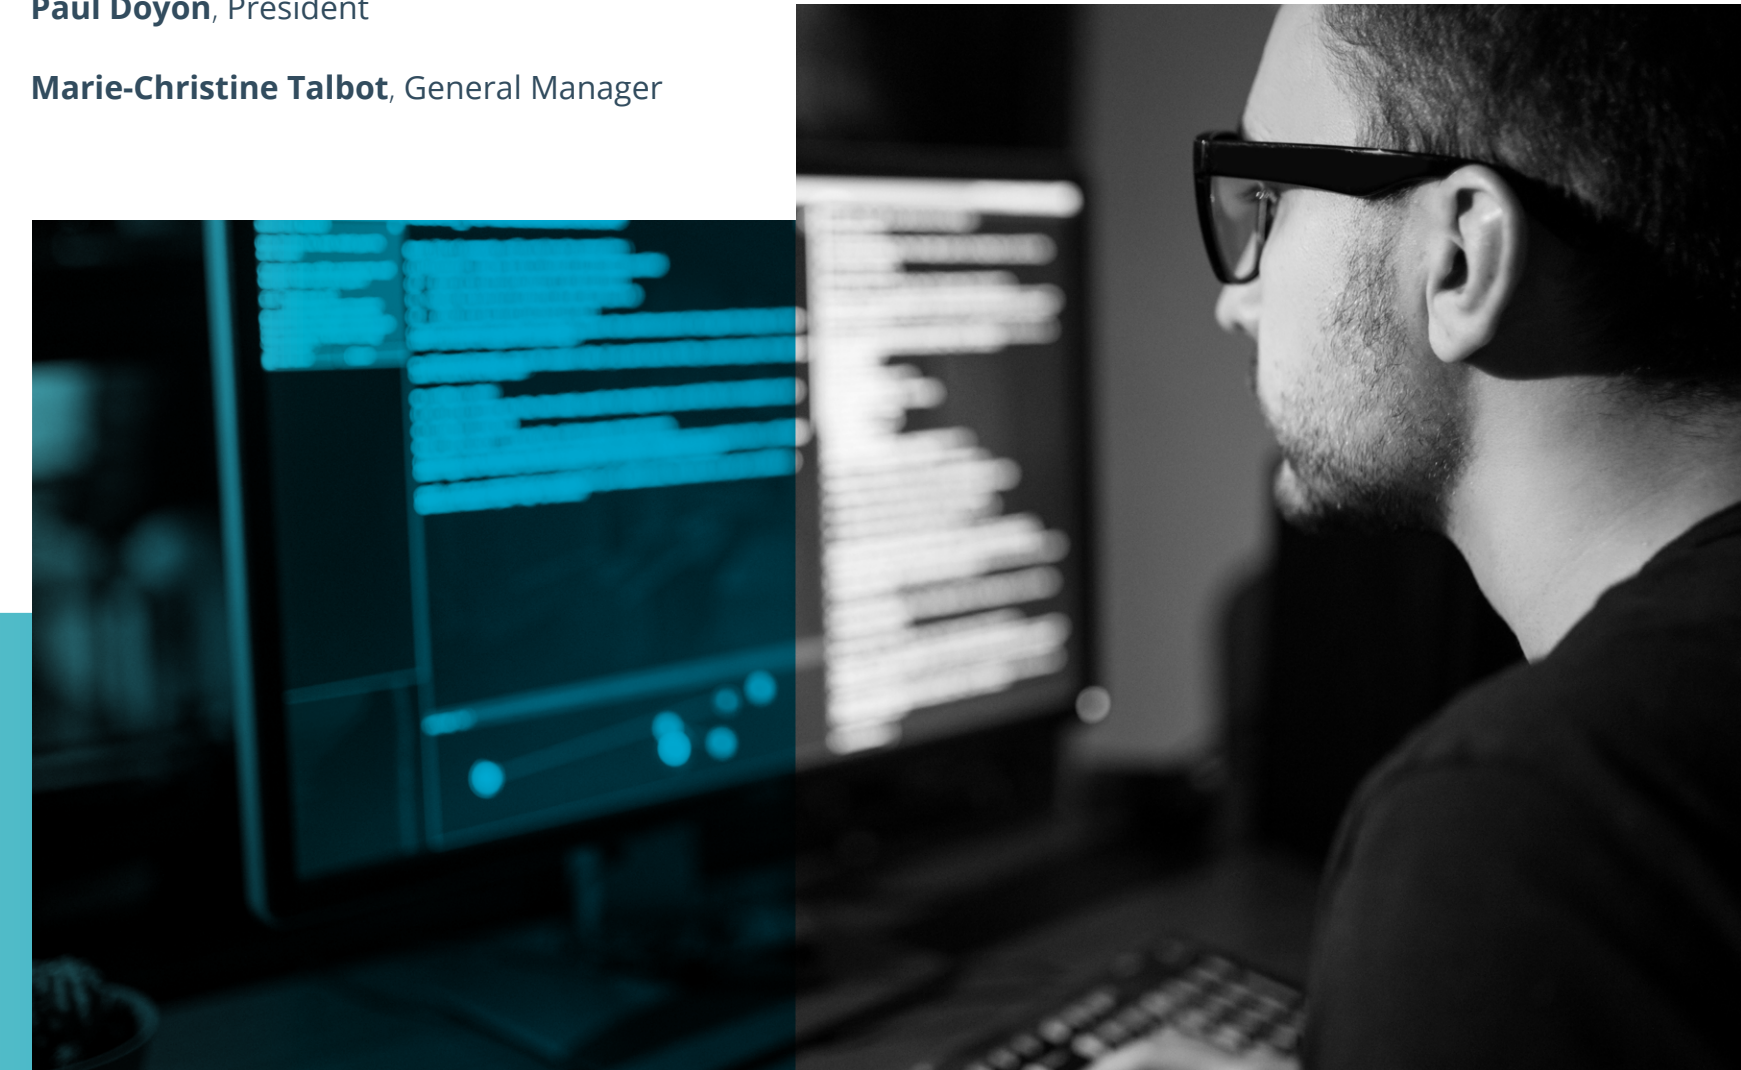 Paul Doyon, President
Marie-Christine Talbot, General Manager